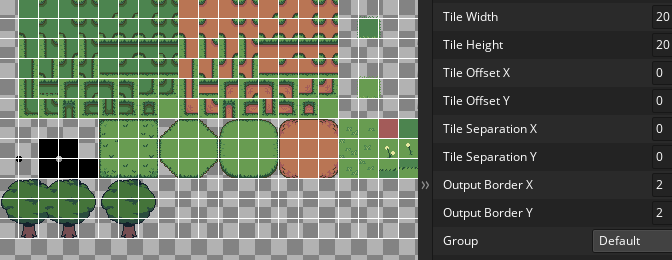 Tile Width 20
Tile Height 20
Tile Offset X 0
Tile Offset Y 0
Tile Separation X 0
Tile Separation Y 0
Output Border X 2
Output Border Y 2
Group Default